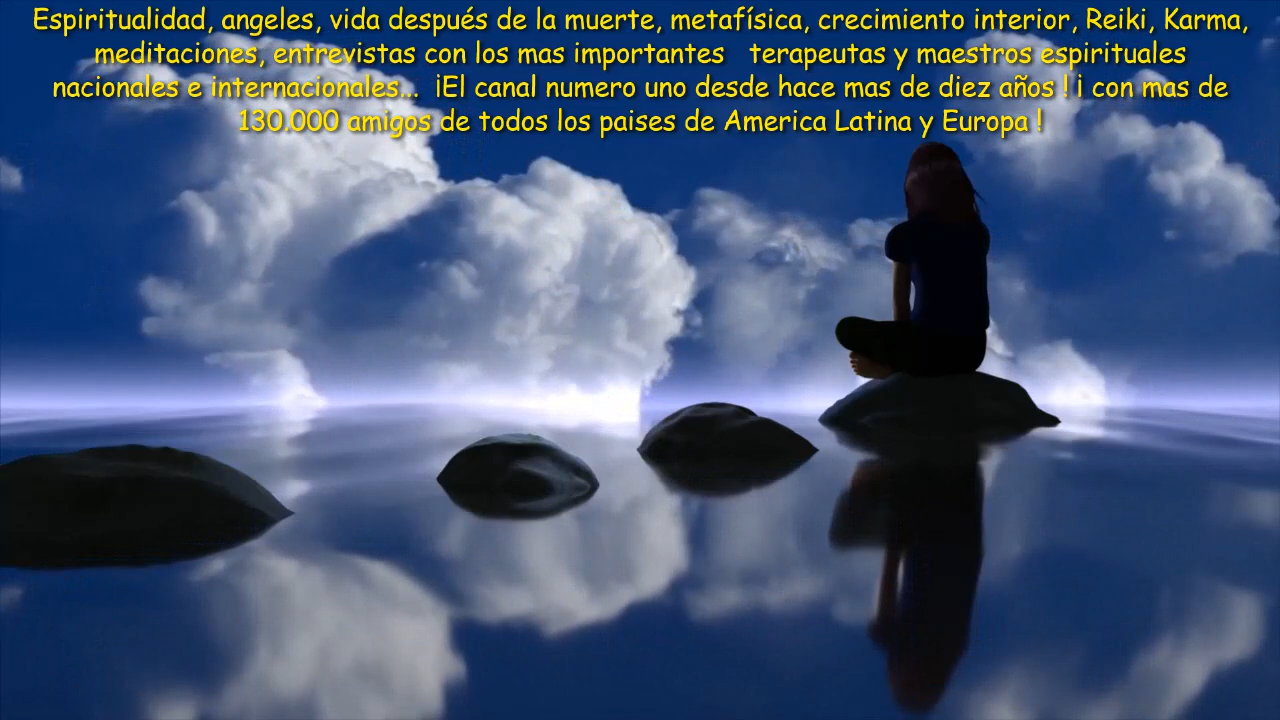 Espiritualidad, angeles, vida después de la muerte, metafísica, crecimiento interior, Reiki, Karma,
meditaciones, entrevistas con los mas importantes   terapeutas y maestros espirituales
nacionales e internacionales...  ¡El canal numero uno desde hace mas de diez años ! ¡ con mas de
130.000 amigos de todos los paises de America Latina y Europa !